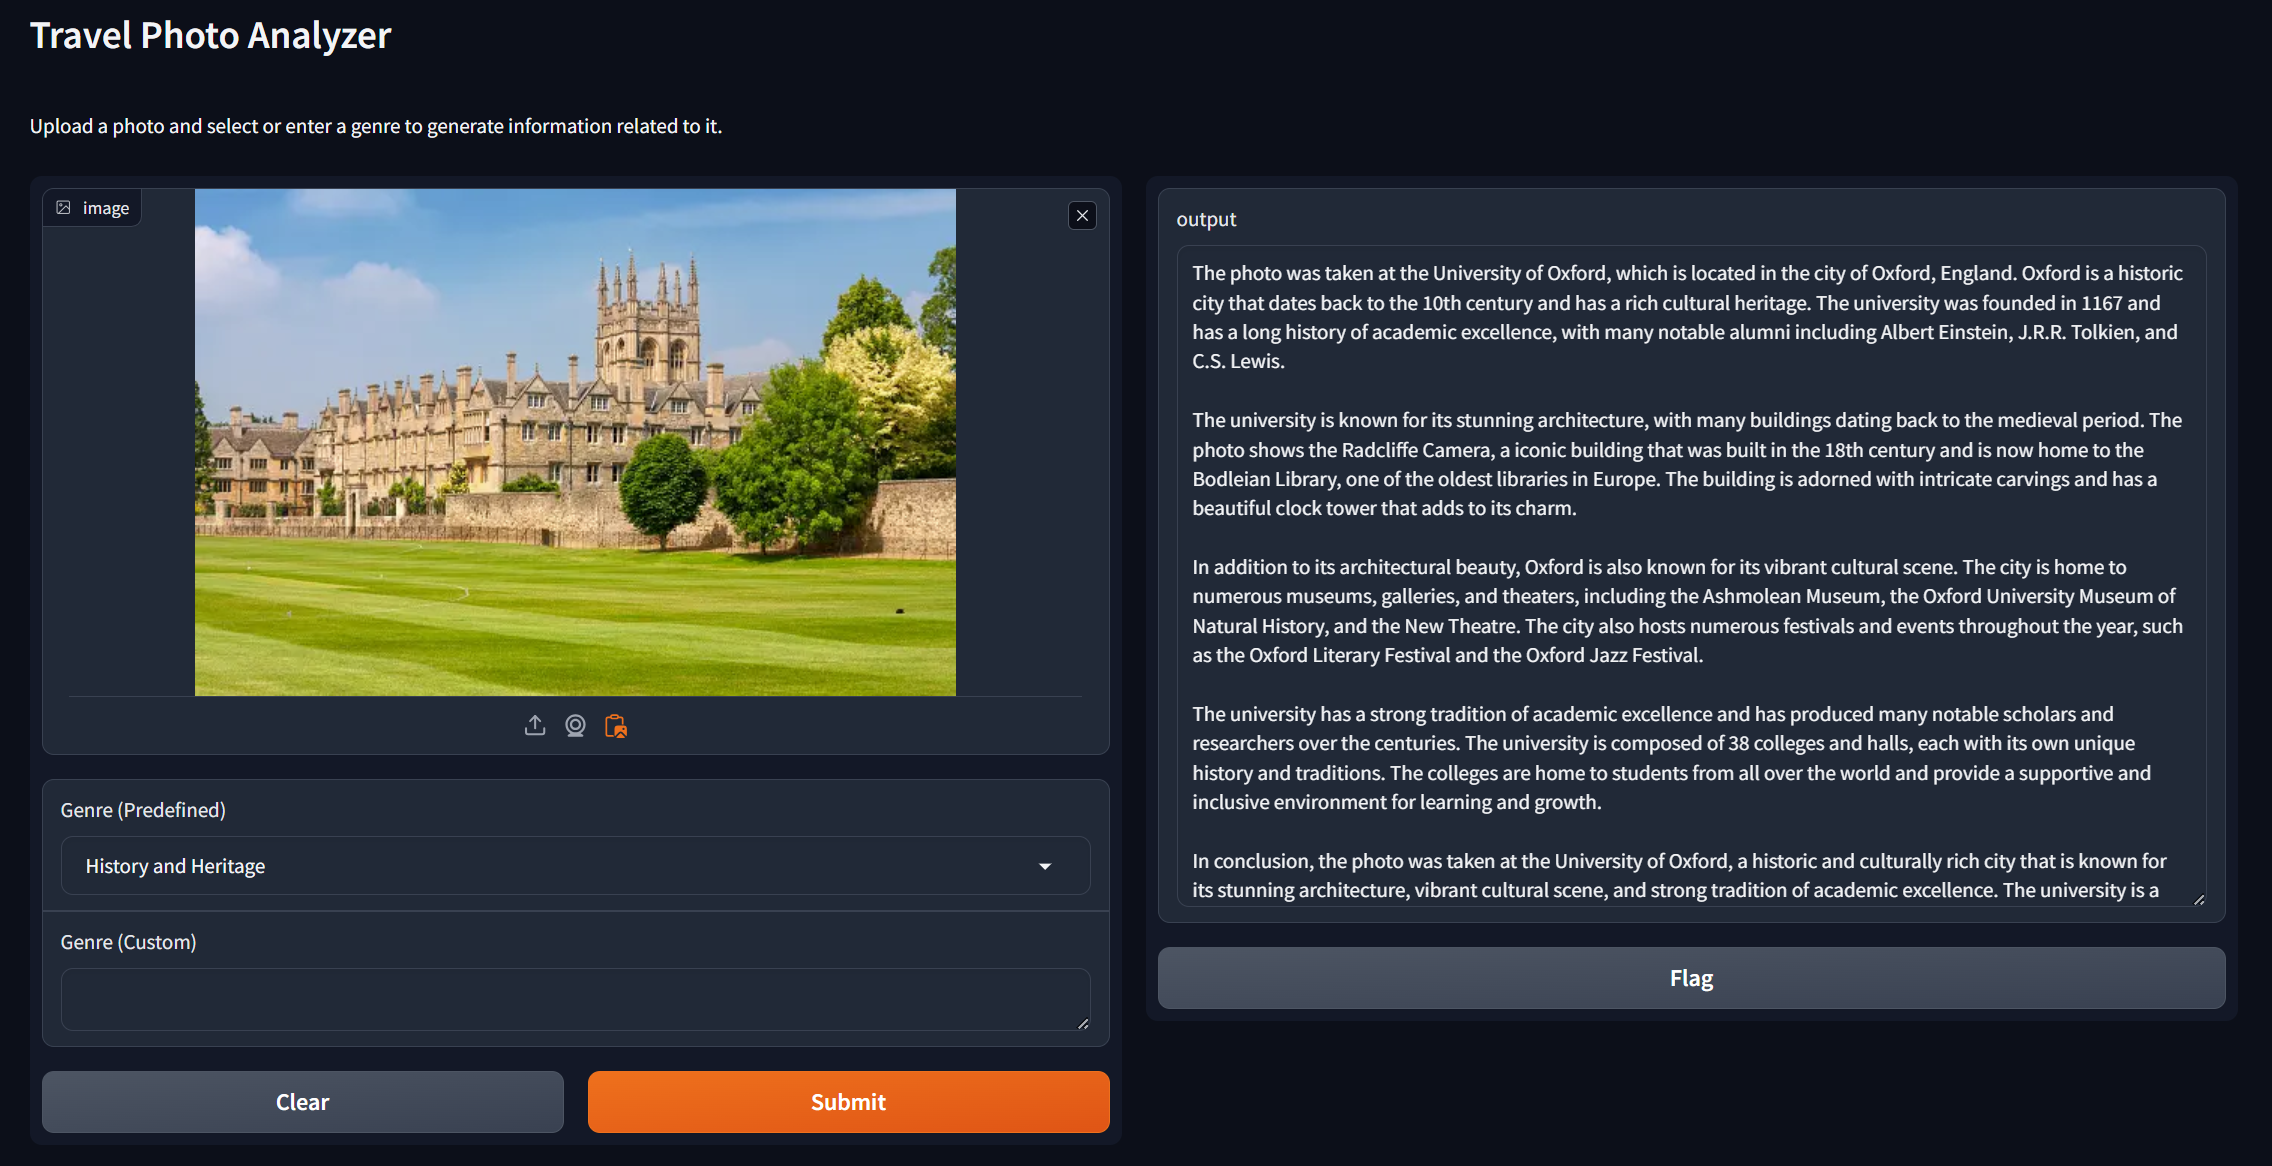 Travel Photo Analyzer
Upload a photo and select or enter a genre to generate information related to it.
image
Genre (Predefined)
History and Heritage
Genre (Custom)
Clear
Submit
output
The photo was taken at the University of Oxford, which is located in the city of Oxford, England. Oxford is a historic
city that dates back to the 10th century and has a rich cultural heritage. The university was founded in 1167 and
has a long history of academic excellence, with many notable alumni including Albert Einstein, J.R.R. Tolkien, and
C.S. Lewis.
The university is known for its stunning architecture, with many buildings dating back to the medieval period. The
photo shows the Radcliffe Camera, a iconic building that was built in the 18th century and is now home to the
Bodleian Library, one of the oldest libraries in Europe. The building is adorned with intricate carvings and has a
beautiful clock tower that adds to its charm.
In addition to its architectural beauty, Oxford is also known for its vibrant cultural scene. The city is home to
numerous museums, galleries, and theaters, including the Ashmolean Museum, the Oxford University Museum of
Natural History, and the New Theatre. The city also hosts numerous festivals and events throughout the year, such
as the Oxford Literary Festival and the Oxford Jazz Festival.
The university has a strong tradition of academic excellence and has produced many notable scholars and
researchers over the centuries. The university is composed of 38 colleges and halls, each with its own unique
history and traditions. The colleges are home to students from all over the world and provide a supportive and
inclusive environment for learning and growth.
In conclusion, the photo was taken at the University of Oxford, a historic and culturally rich city that is known for
its stunning architecture, vibrant cultural scene, and strong tradition of academic excellence. The university is a
Flag